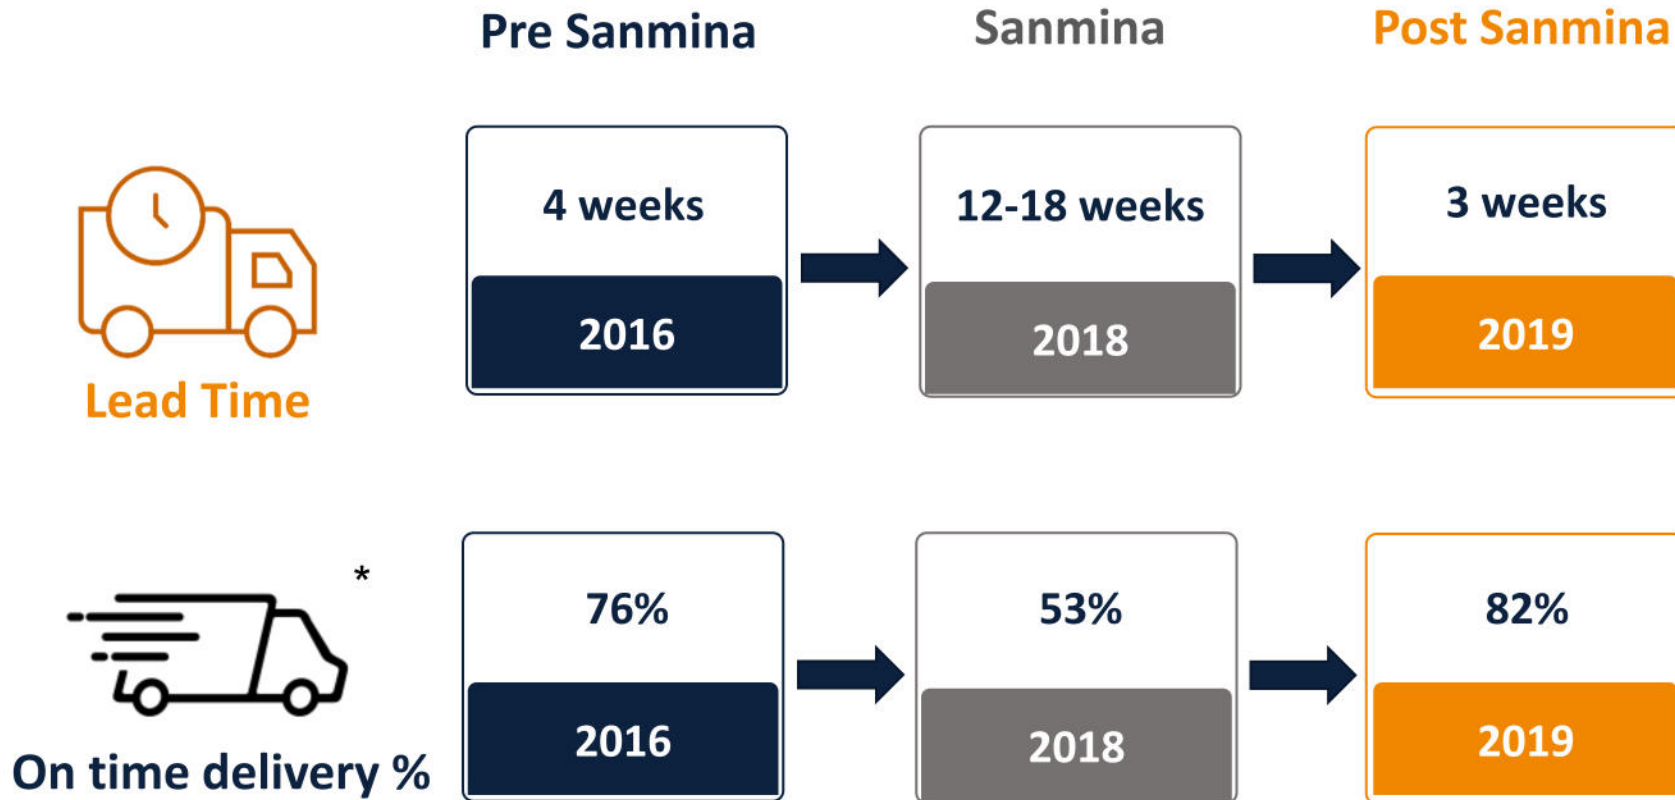 Pre Sanmina
Sanmina
Post Sanmina
4 weeks
12-18 weeks
3 weeks
2016
2018
2019
Lead Time
*
76%
53%
82%
2016
2018
2019
On time delivery %